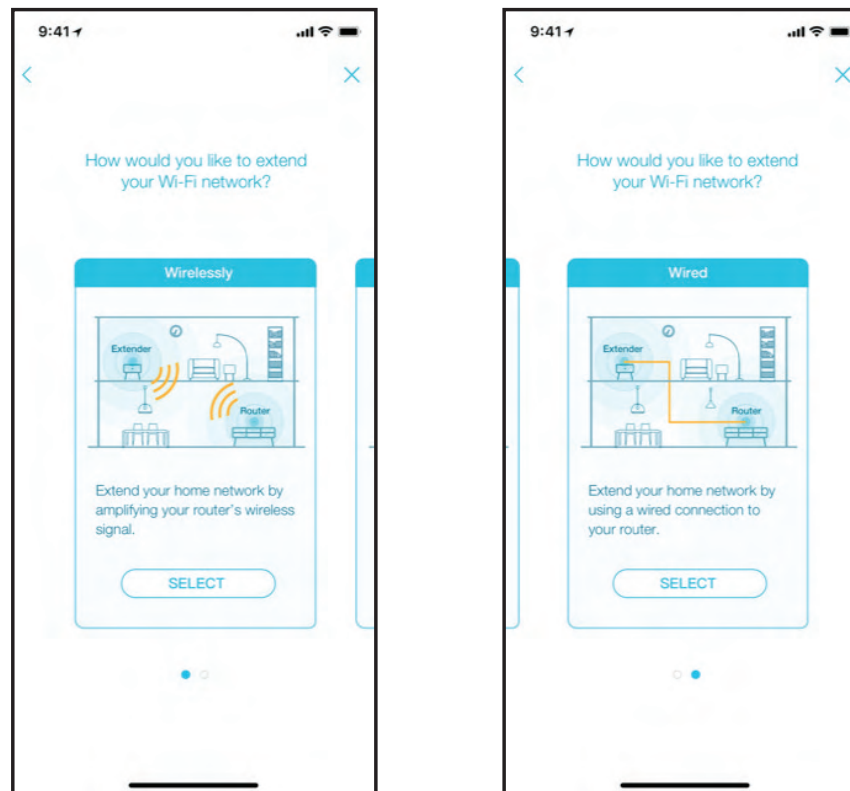 9:41
How would you like to extend
your Wi-Fi network?
Wirelessly
Extender
Router
Extend your home network by
amplifying your router's wireless
signal.
SELECT
9:41
How would you like to extend
your Wi-Fi network?
Wired
Extender
Router
Extend your home network by
using a wired connection to
your router.
SELECT